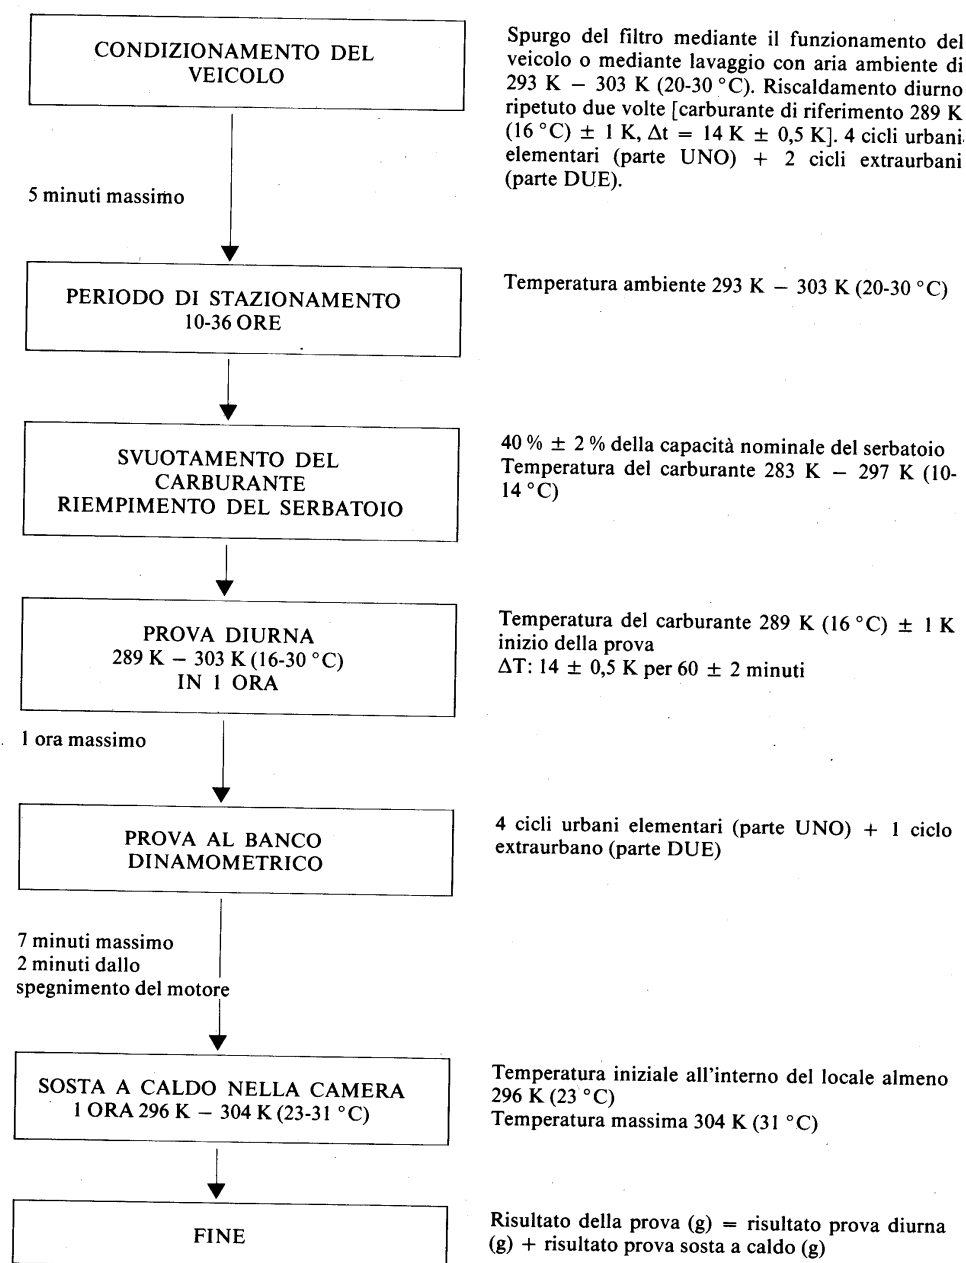 CONDIZIONAMENTO DEL
VEICOLO
Spurgo del filtro mediante il funzionamento del
veicolo o mediante lavaggio con aria ambiente di
293 K − 303 K (20-30 °C). Riscaldamento diurno
ripetuto due volte [carburante di riferimento 289 K
(16 °C) ± 1 K, Δt = 14 K ± 0,5 K]. 4 cicli urbani
elementari (parte UNO) + 2 cicli extraurbani
(parte DUE).
5 minuti massimo
PERIODO DI STAZIONAMENTO
10-36 ORE
Temperatura ambiente 293 K − 303 K (20-30 °C)
SVUOTAMENTO DEL
CARBURANTE
RIEMPIMENTO DEL SERBATOIO
40 % ± 2 % della capacità nominale del serbatoio
Temperatura del carburante 283 K − 297 K (10-
14 °C)
PROVA DIURNA
289 K − 303 K (16-30 °C)
IN 1 ORA
Temperatura del carburante 289 K (16 °C) ± 1 K
inizio della prova
ΔT: 14 ± 0,5 K per 60 ± 2 minuti
1 ora massimo
PROVA AL BANCO
DINAMOMETRICO
4 cicli urbani elementari (parte UNO) + 1 ciclo
extraurbano (parte DUE)
7 minuti massimo
2 minuti dallo
spegnimento del motore
SOSTA A CALDO NELLA CAMERA
1 ORA 296 K − 304 K (23-31 °C)
Temperatura iniziale all'interno del locale almeno
296 K (23 °C)
Temperatura massima 304 K (31 °C)
FINE
Risultato della prova (g) = risultato prova diurna
(g) + risultato prova sosta a caldo (g)